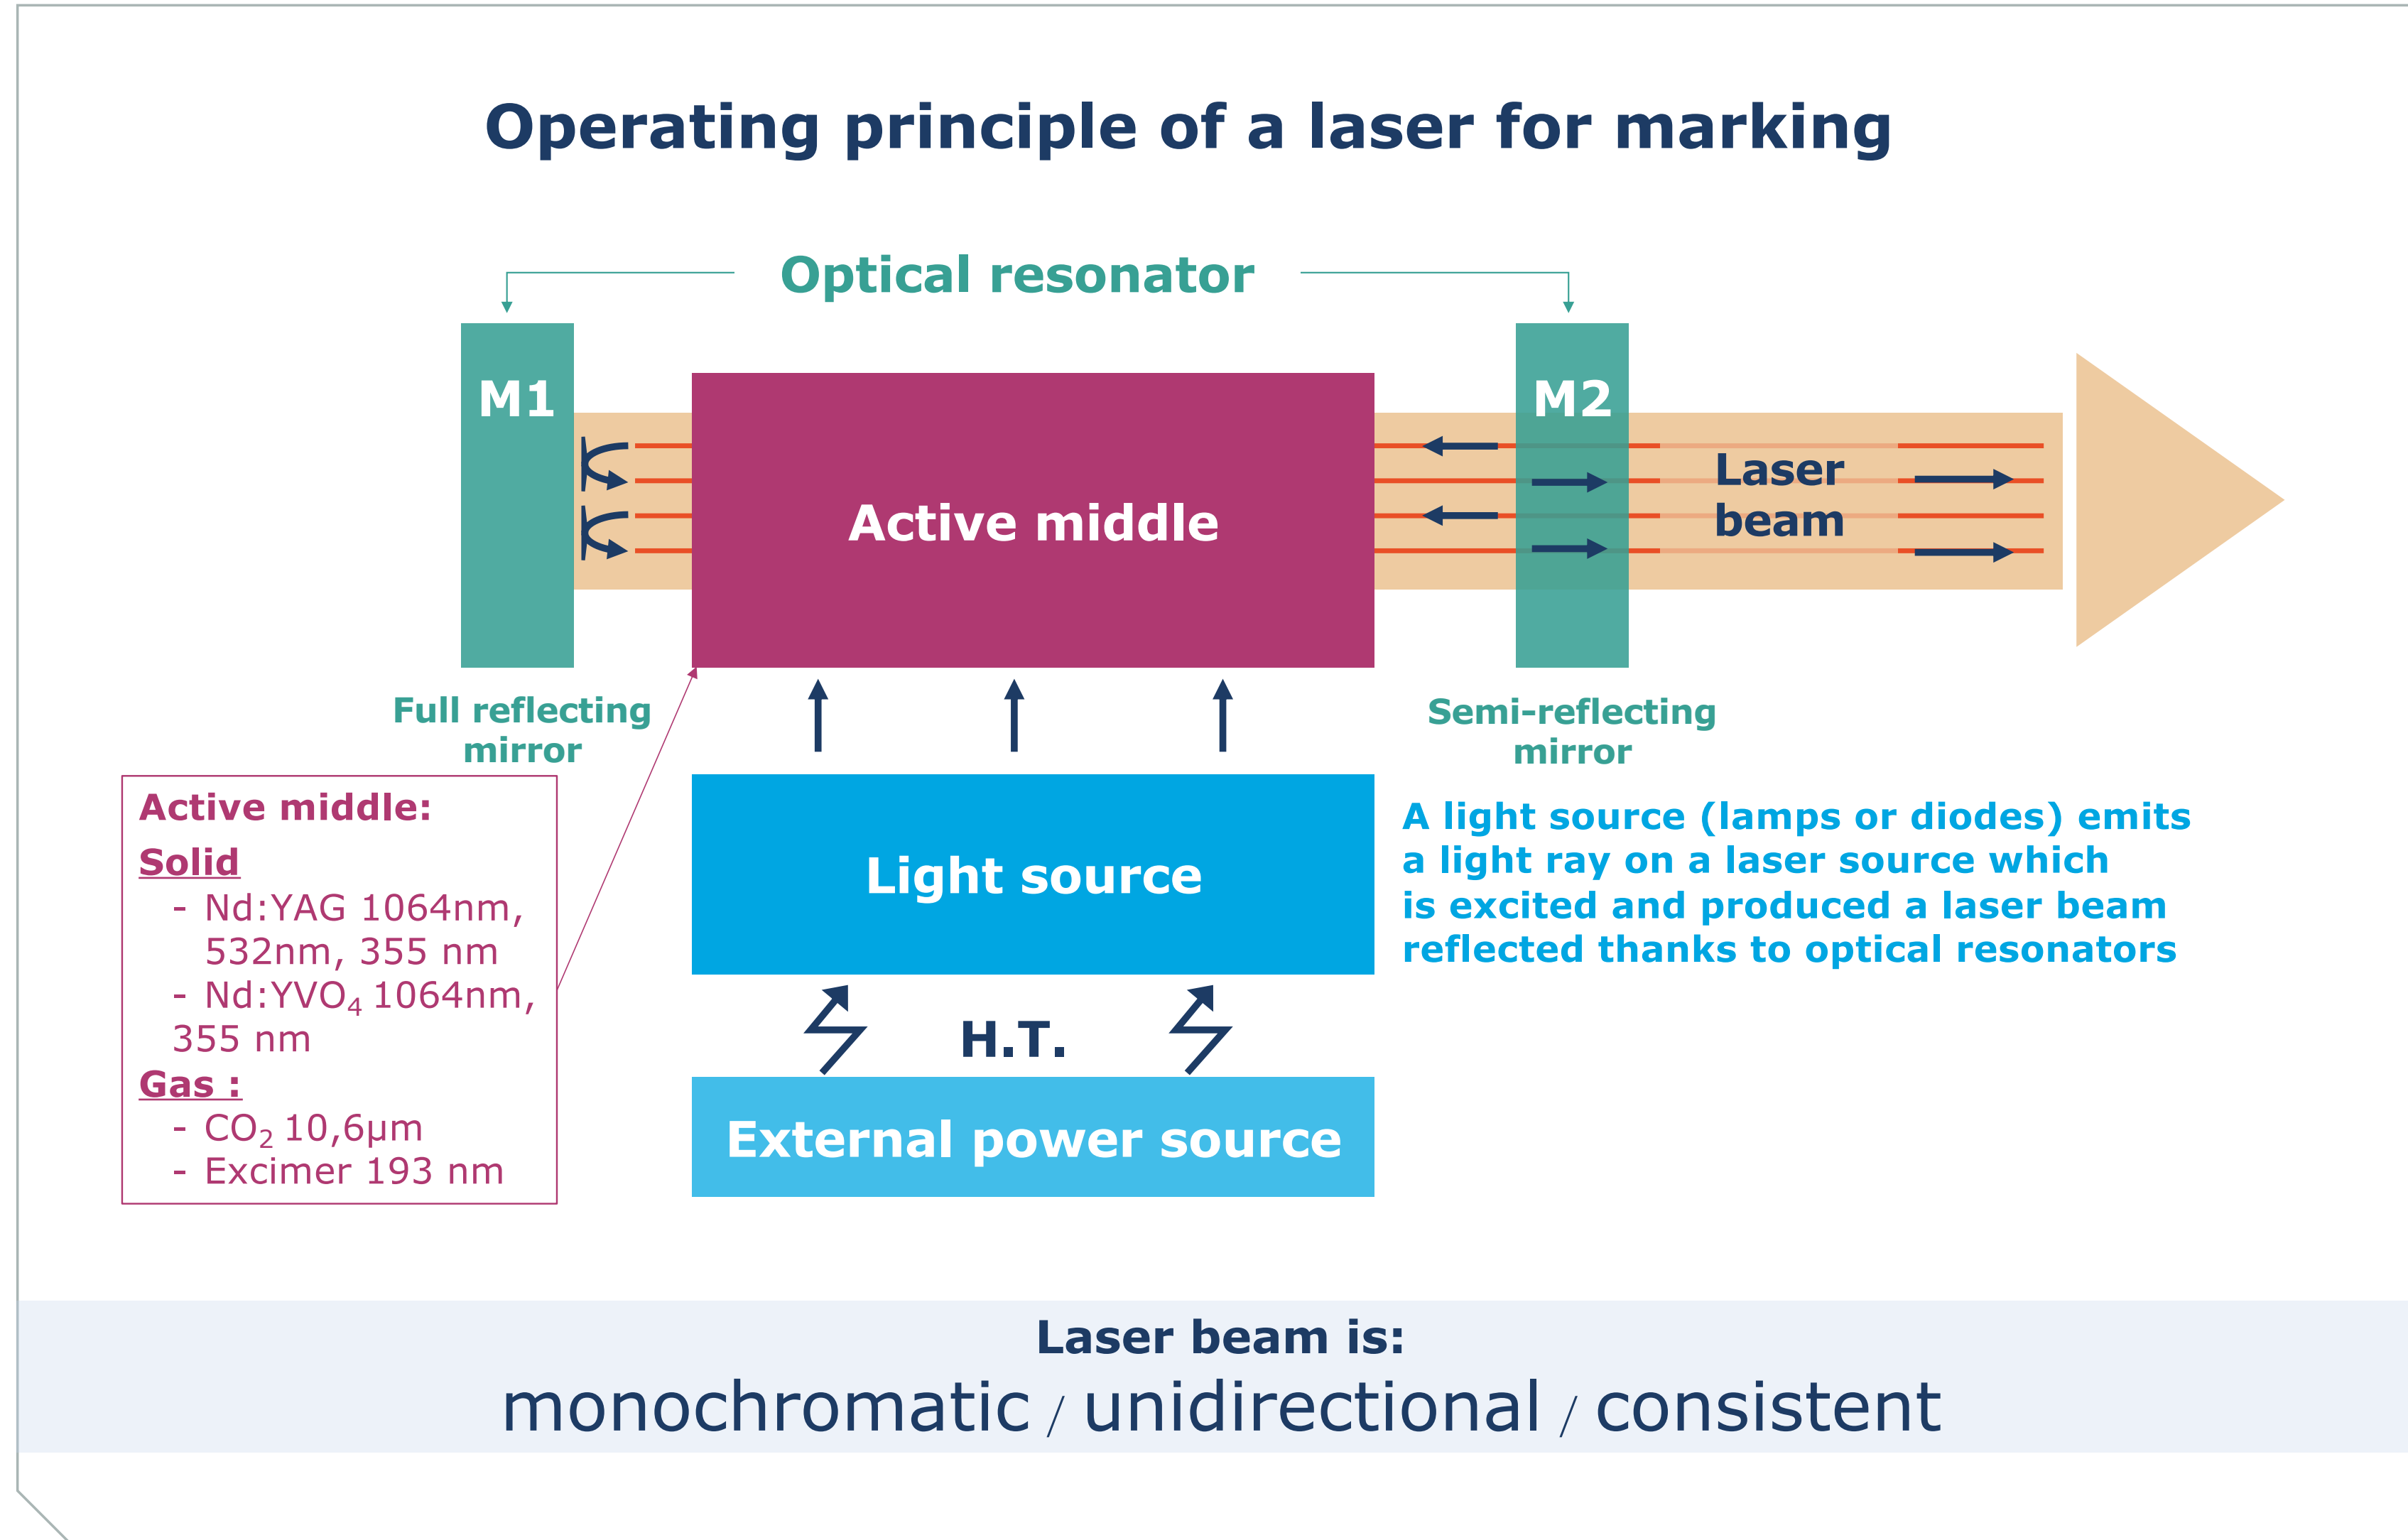 Operating principle of a laser for marking
Optical resonator
M1
M2
Active middle
Laser
beam
Full reflecting
mirror
Semi-reflecting
mirror
Active middle:
Solid
- Nd:YAG 1064nm,
532nm, 355 nm
- Nd:YVO₄ 1064nm,
355 nm
Gas :
- CO₂ 10,6µm
- Excimer 193 nm
Light source
A light source (lamps or diodes) emits
a light ray on a laser source which
is excited and produced a laser beam
reflected thanks to optical resonators
H.T.
External power source
Laser beam is:
monochromatic / unidirectional / consistent